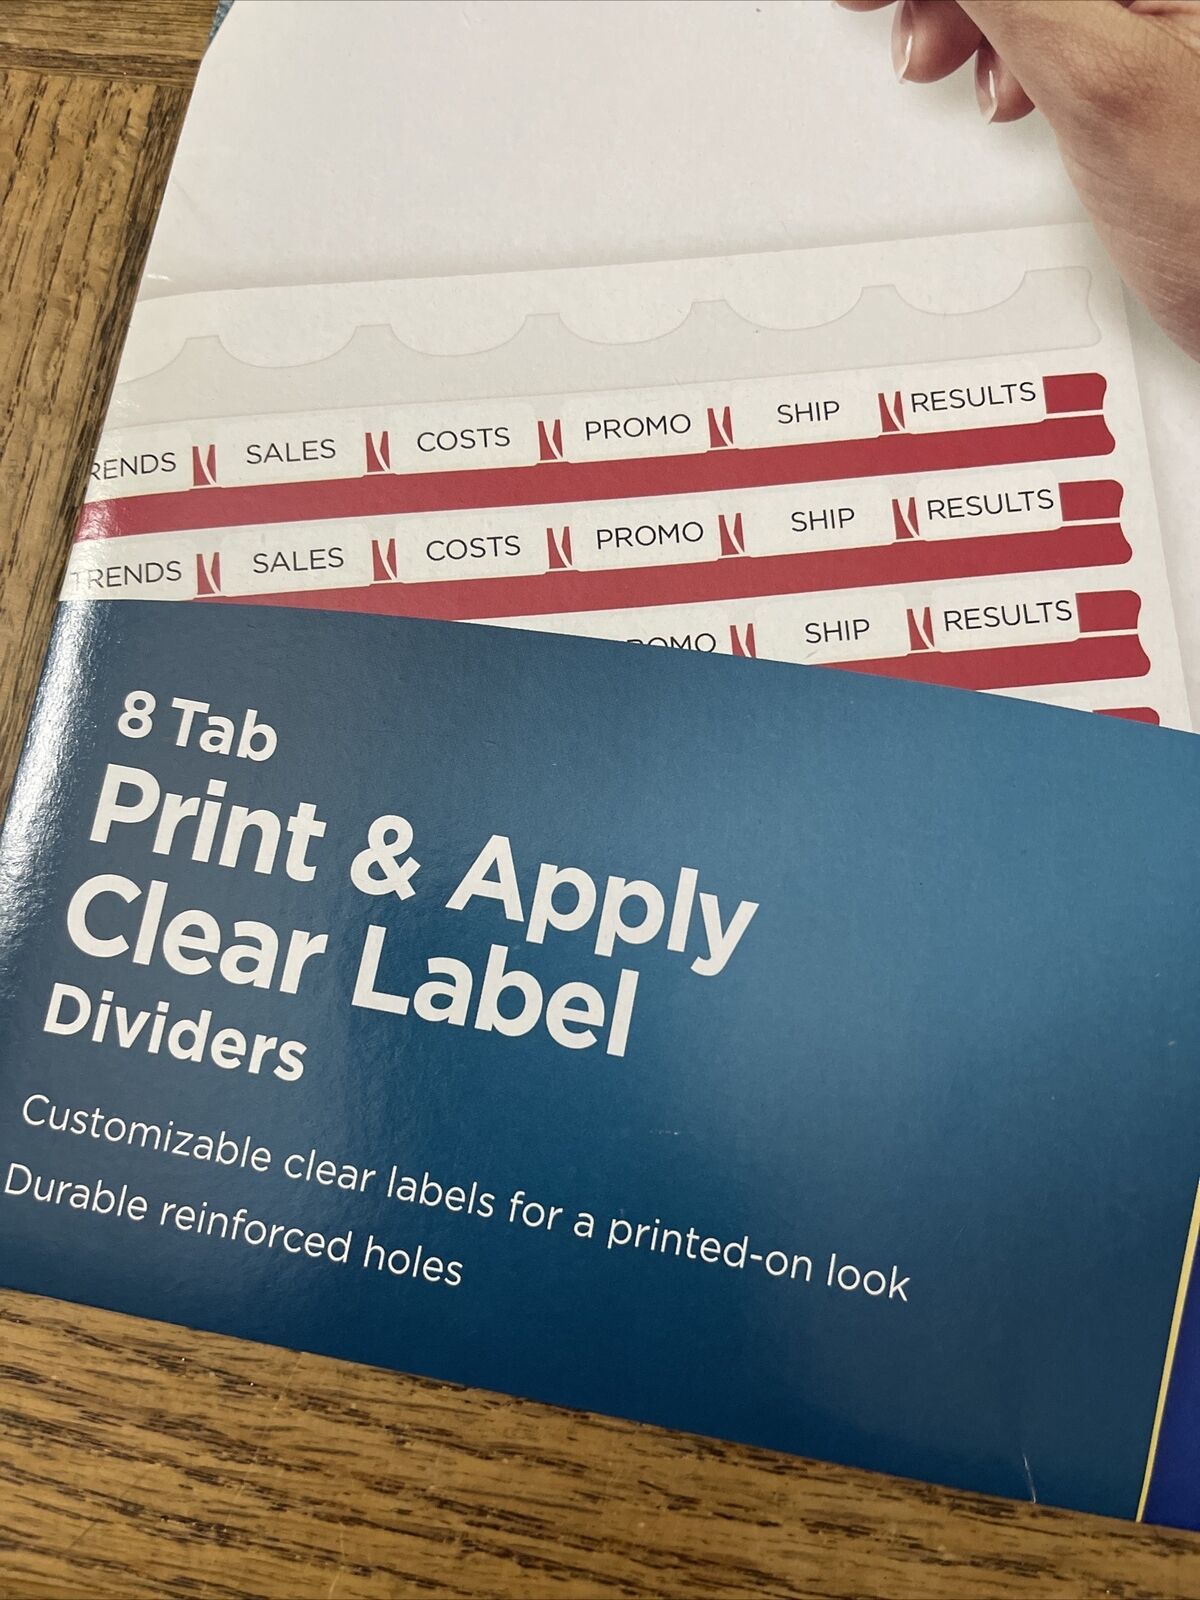 RENDS SALES COSTS PROMO SHIP RESULTS
TRENDS SALES COSTS PROMO SHIP RESULTS
OMO SHIP RESULTS
8 Tab
Print & Apply
Clear Label
Dividers
Customizable clear labels for a printed-on look
Durable reinforced holes